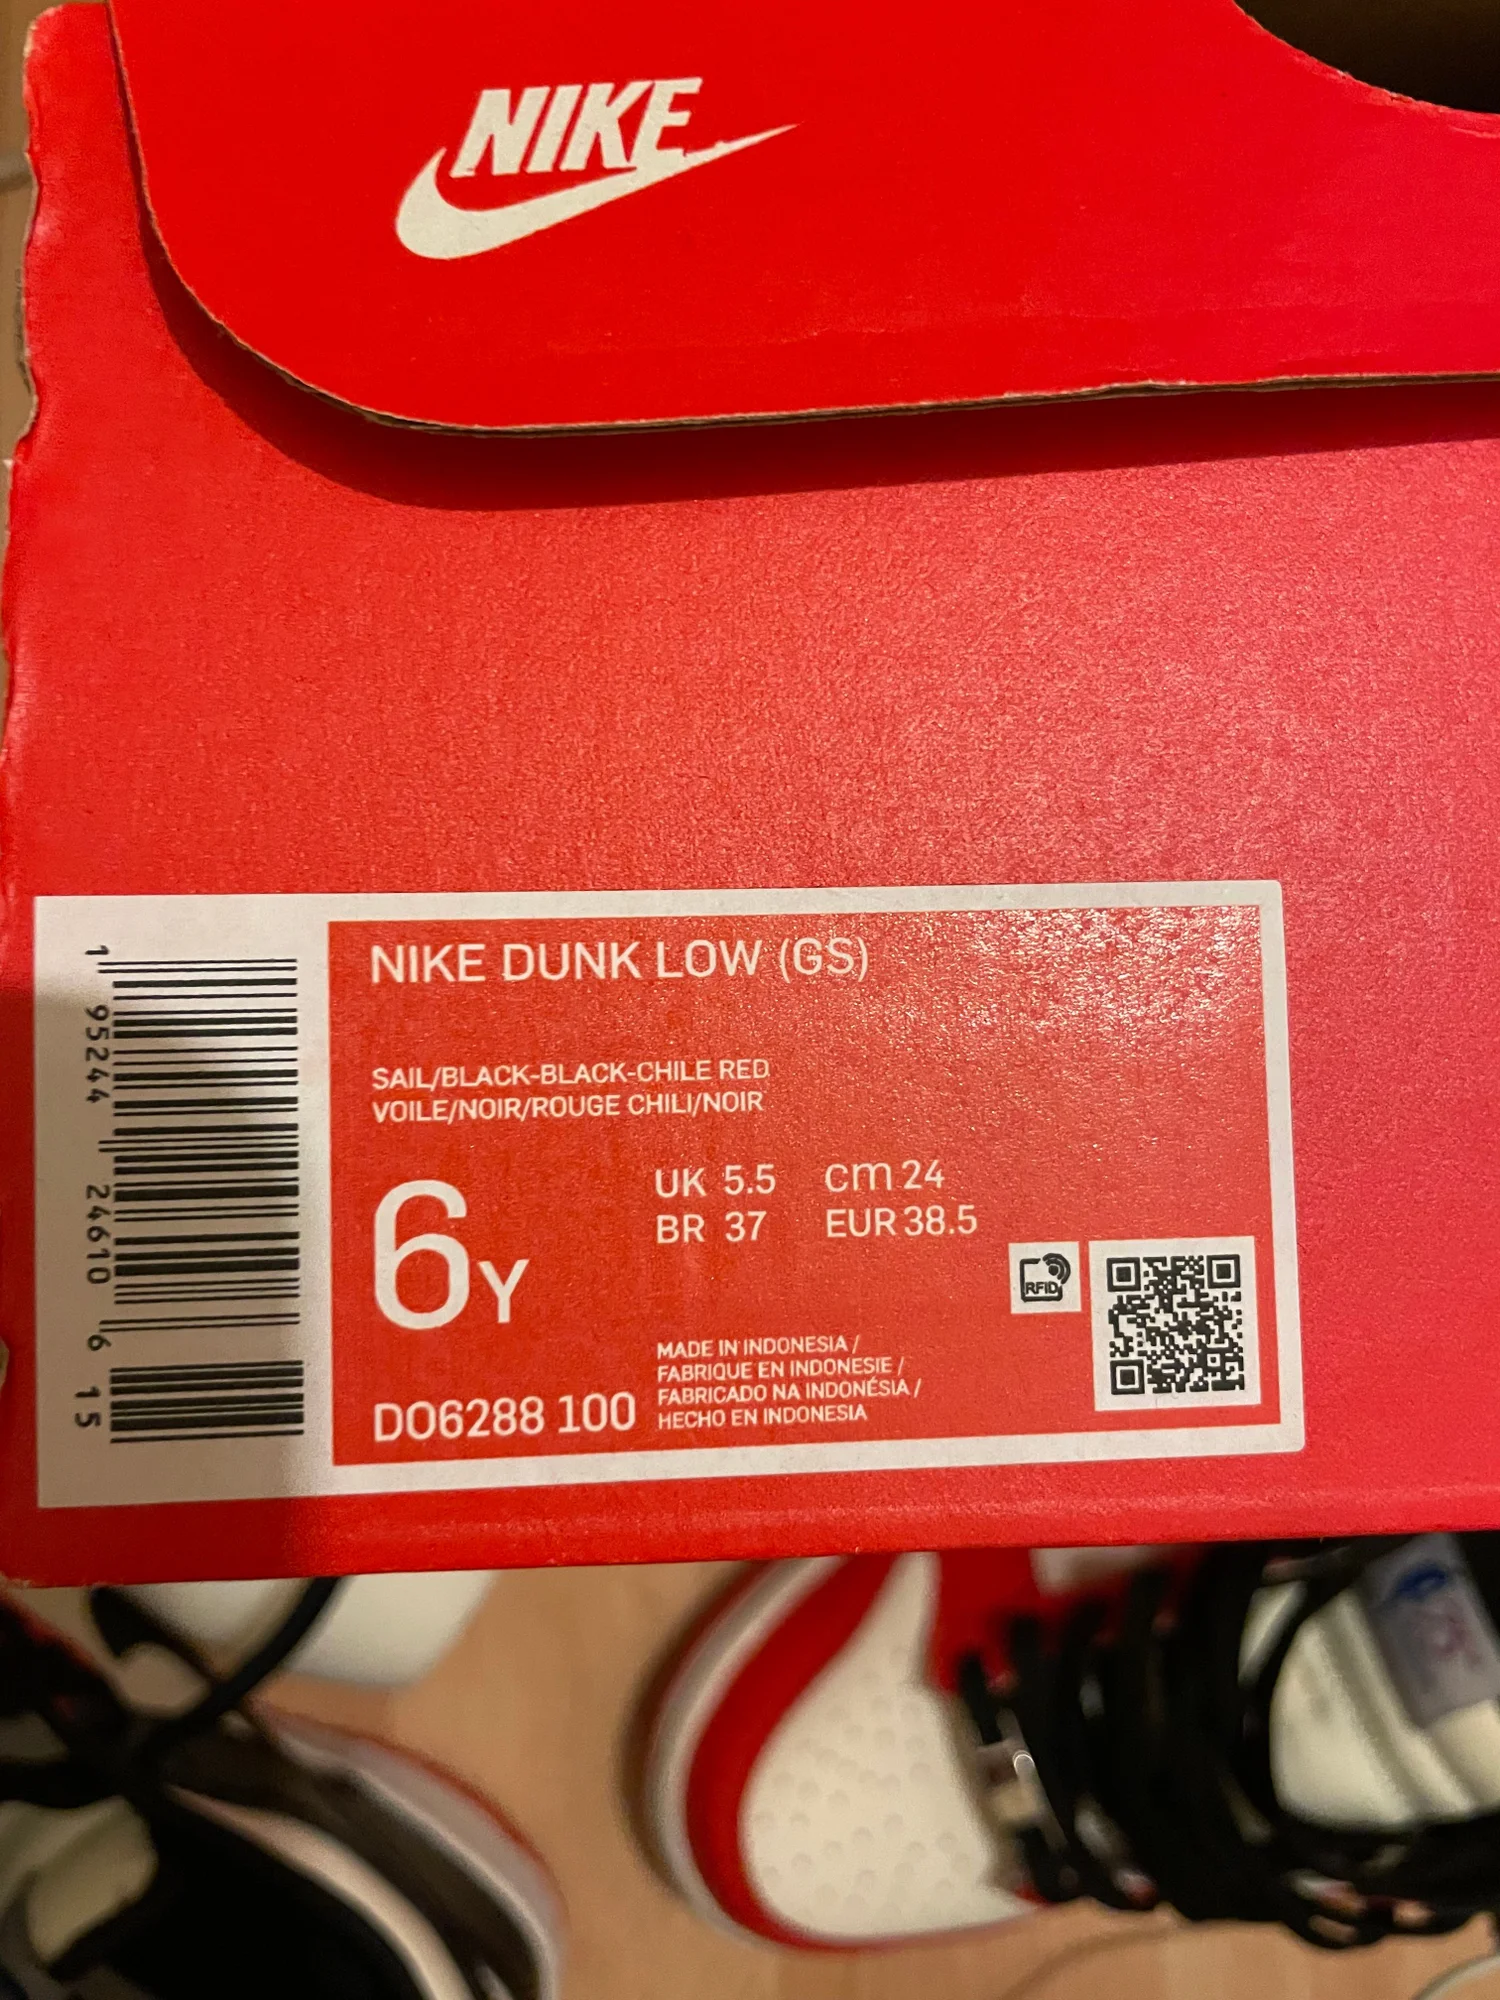 NIKE
NIKE DUNK LOW (GS)
SAIL/BLACK-BLACK-CHILE RED
VOILE/NOIR/ROUGE CHILI/NOIR
6Y
UK 5.5 cm 24
BR 37 EUR 38.5
RFID
MADE IN INDONESIA /
FABRIQUE EN INDONESIE /
FABRICADO NA INDONÉSIA /
HECHO EN INDONESIA
DO6288 100
1 95244 24610 6 15